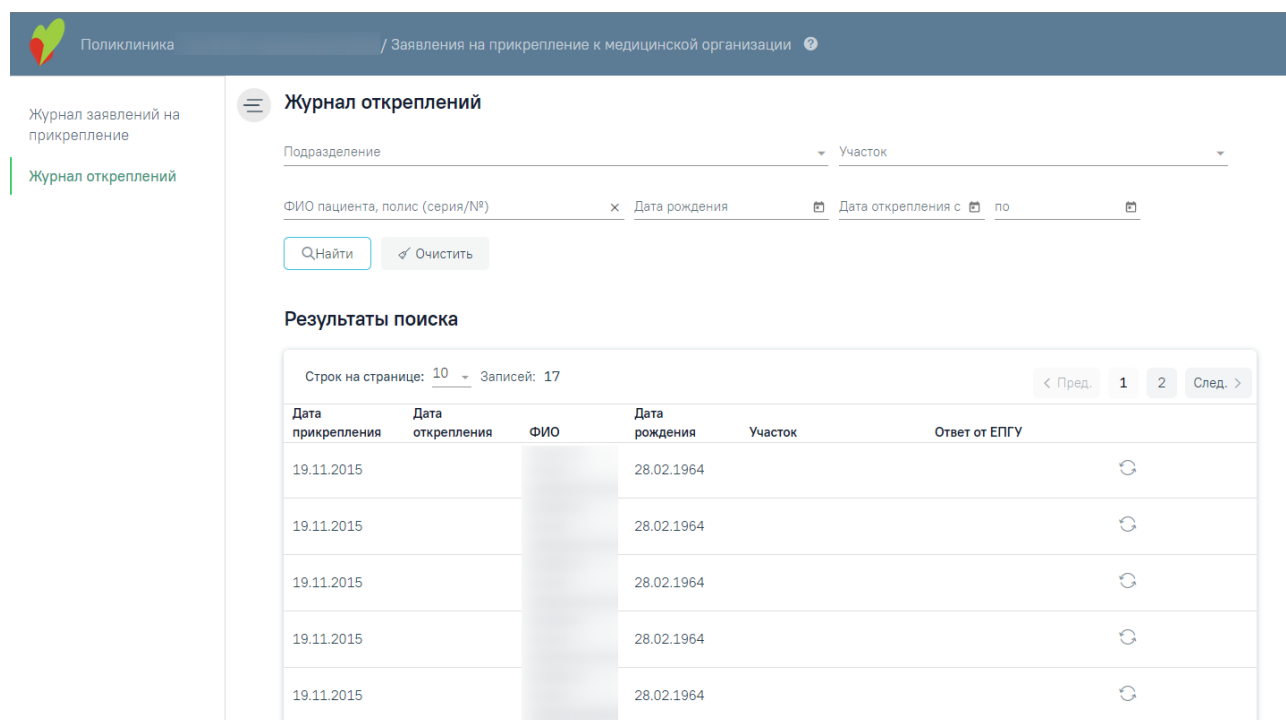 Поликлиника / Заявления на прикрепление к медицинской организации ?
Журнал заявлений на
прикрепление
Журнал откреплений
Журнал откреплений
Подразделение Участок
ФИО пациента, полис (серия/№) Дата рождения Дата открепления с по
Найти Очистить
Результаты поиска
Строк на странице: 10 Записей: 17 < Пред. 1 2 След. >
Дата прикрепления Дата открепления ФИО Дата рождения Участок Ответ от ЕПГУ
19.11.2015 28.02.1964
19.11.2015 28.02.1964
19.11.2015 28.02.1964
19.11.2015 28.02.1964
19.11.2015 28.02.1964